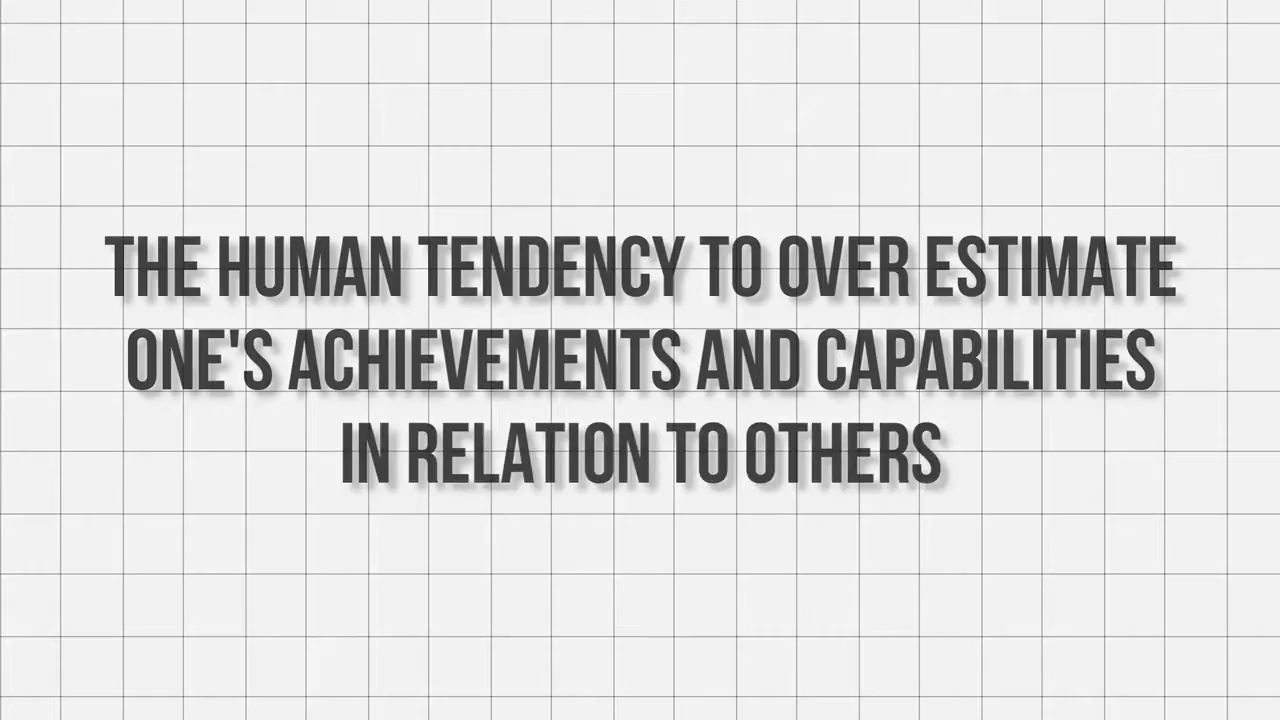 THE HUMAN TENDENCY TO OVER ESTIMATE
ONE'S ACHIEVEMENTS AND CAPABILITIES
IN RELATION TO OTHERS